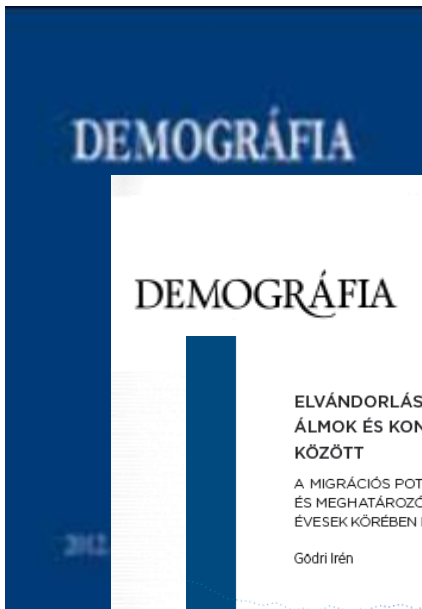 DEMOGRÁFIA
DEMOGRÁFIA
ELVÁNDORLÁS
ÁLMOK ÉS KON
KÖZÖTT
A MIGRÁCIÓS POT
ÉS MEGHATÁROZÓ
ÉVESEK KÖRÉBEN
Gödri Irén
2012.